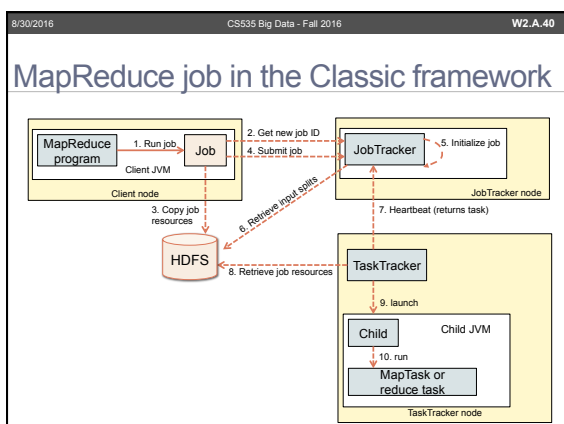 8/30/2016 CS535 Big Data - Fall 2016 W2.A.40
MapReduce job in the Classic framework
MapReduce
program
1. Run job
Job
Client JVM
Client node
2. Get new job ID
4. Submit job
JobTracker
5. Initialize job
JobTracker node
3. Copy job
resources
6. Retrieve input splits
7. Heartbeat (returns task)
HDFS
8. Retrieve job resources
TaskTracker
9. launch
Child
Child JVM
10. run
MapTask or
reduce task
TaskTracker node